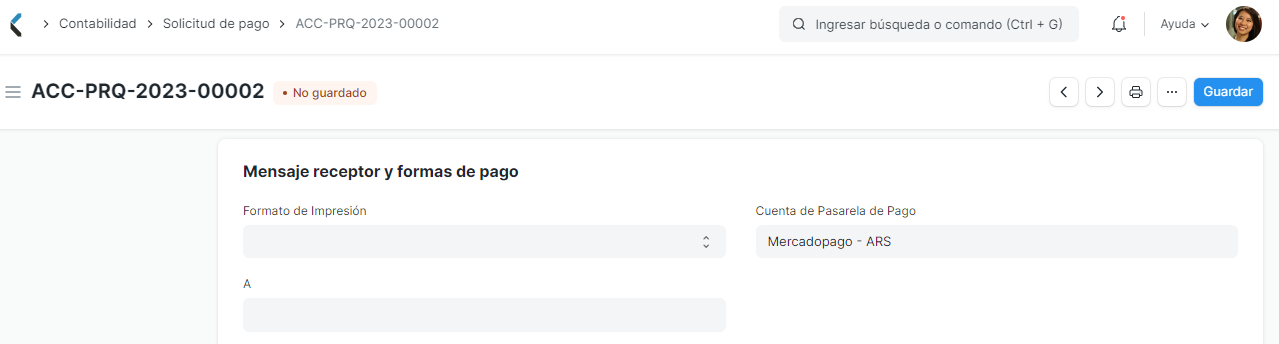 Contabilidad
Solicitud de pago
ACC-PRQ-2023-00002
Ingresar búsqueda o comando (Ctrl + G)
Ayuda
ACC-PRQ-2023-00002
• No guardado
Guardar
Mensaje receptor y formas de pago
Formato de Impresión
Cuenta de Pasarela de Pago
Mercadopago - ARS
A